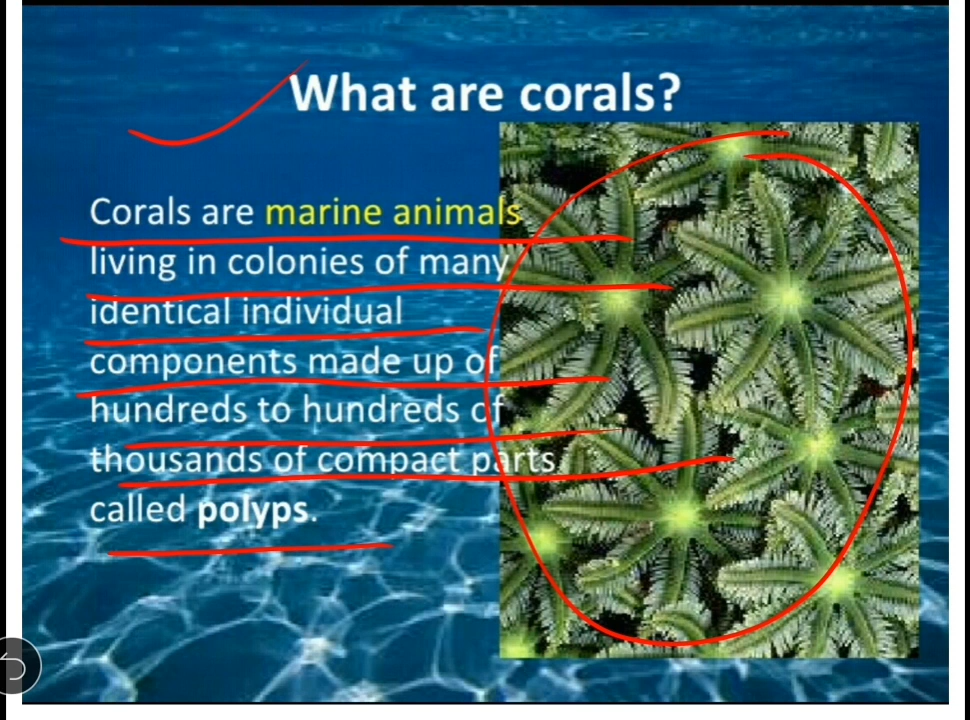 What are corals?
Corals are marine animals
living in colonies of many
identical individual
components made up of
hundreds to hundreds of
thousands of compact parts
called polyps.